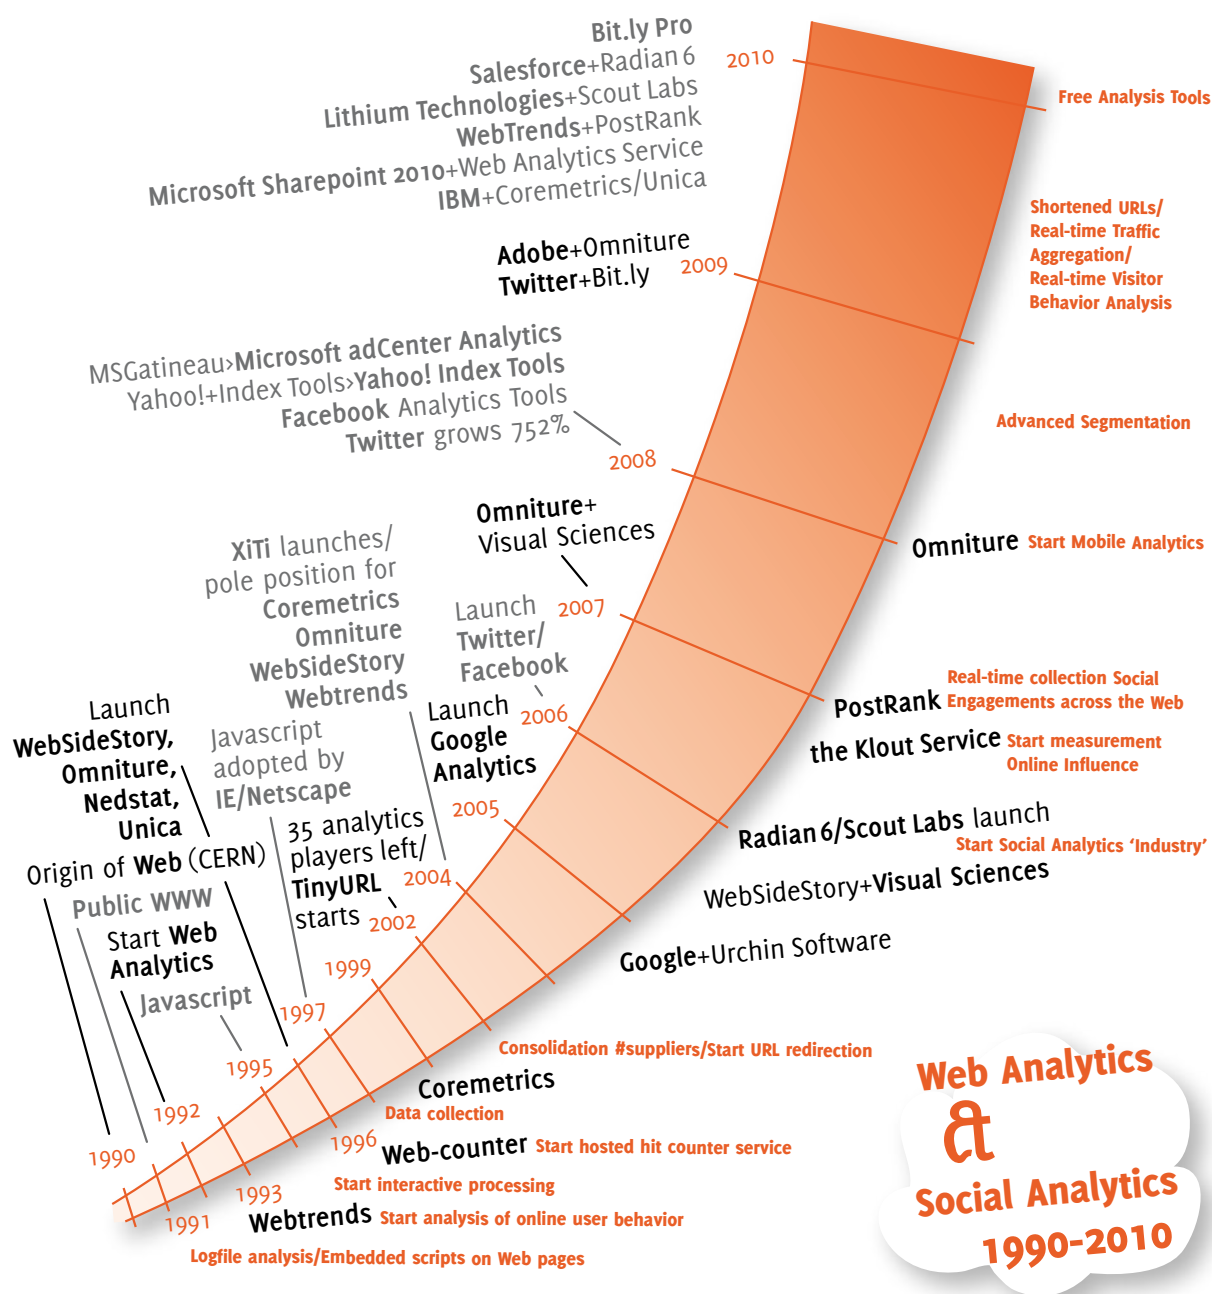 Bit.ly Pro
Salesforce+Radian6
Lithium Technologies+Scout Labs
WebTrends+PostRank
Microsoft Sharepoint 2010+Web Analytics Service
IBM+Coremetrics/Unica
2010
Free Analysis Tools
Shortened URLs/
Real-time Traffic
Aggregation/
Real-time Visitor
Behavior Analysis
Adobe+Omniture
Twitter+Bit.ly
2009
MSGatineau>Microsoft adCenter Analytics
Yahoo!+Index Tools>Yahoo! Index Tools
Facebook Analytics Tools
Twitter grows 752%
2008
Advanced Segmentation
Omniture+
Visual Sciences
2007
Omniture Start Mobile Analytics
XiTi launches/
pole position for
Coremetrics
Omniture
WebSideStory
Webtrends
Launch
Twitter/
Facebook
2006
PostRank Real-time collection Social
Engagements across the Web
the Klout Service Start measurement
Online Influence
Launch
Google
Analytics
2005
Radian6/Scout Labs launch
Start Social Analytics ‘Industry’
WebSideStory+Visual Sciences
Google+Urchin Software
Launch
WebSideStory,
Omniture,
Nedstat,
Unica
Javascript
adopted by
IE/Netscape
35 analytics
players left/
TinyURL
starts
2004
2002
Origin of Web (CERN)
Public WWW
Start Web
Analytics
Javascript
1999
1997
1995
1992
1990
Consolidation #suppliers/Start URL redirection
Coremetrics
Data collection
1996
Web-counter Start hosted hit counter service
Start interactive processing
1993
Webtrends Start analysis of online user behavior
1991
Logfile analysis/Embedded scripts on Web pages
Web Analytics
&
Social Analytics
1990-2010